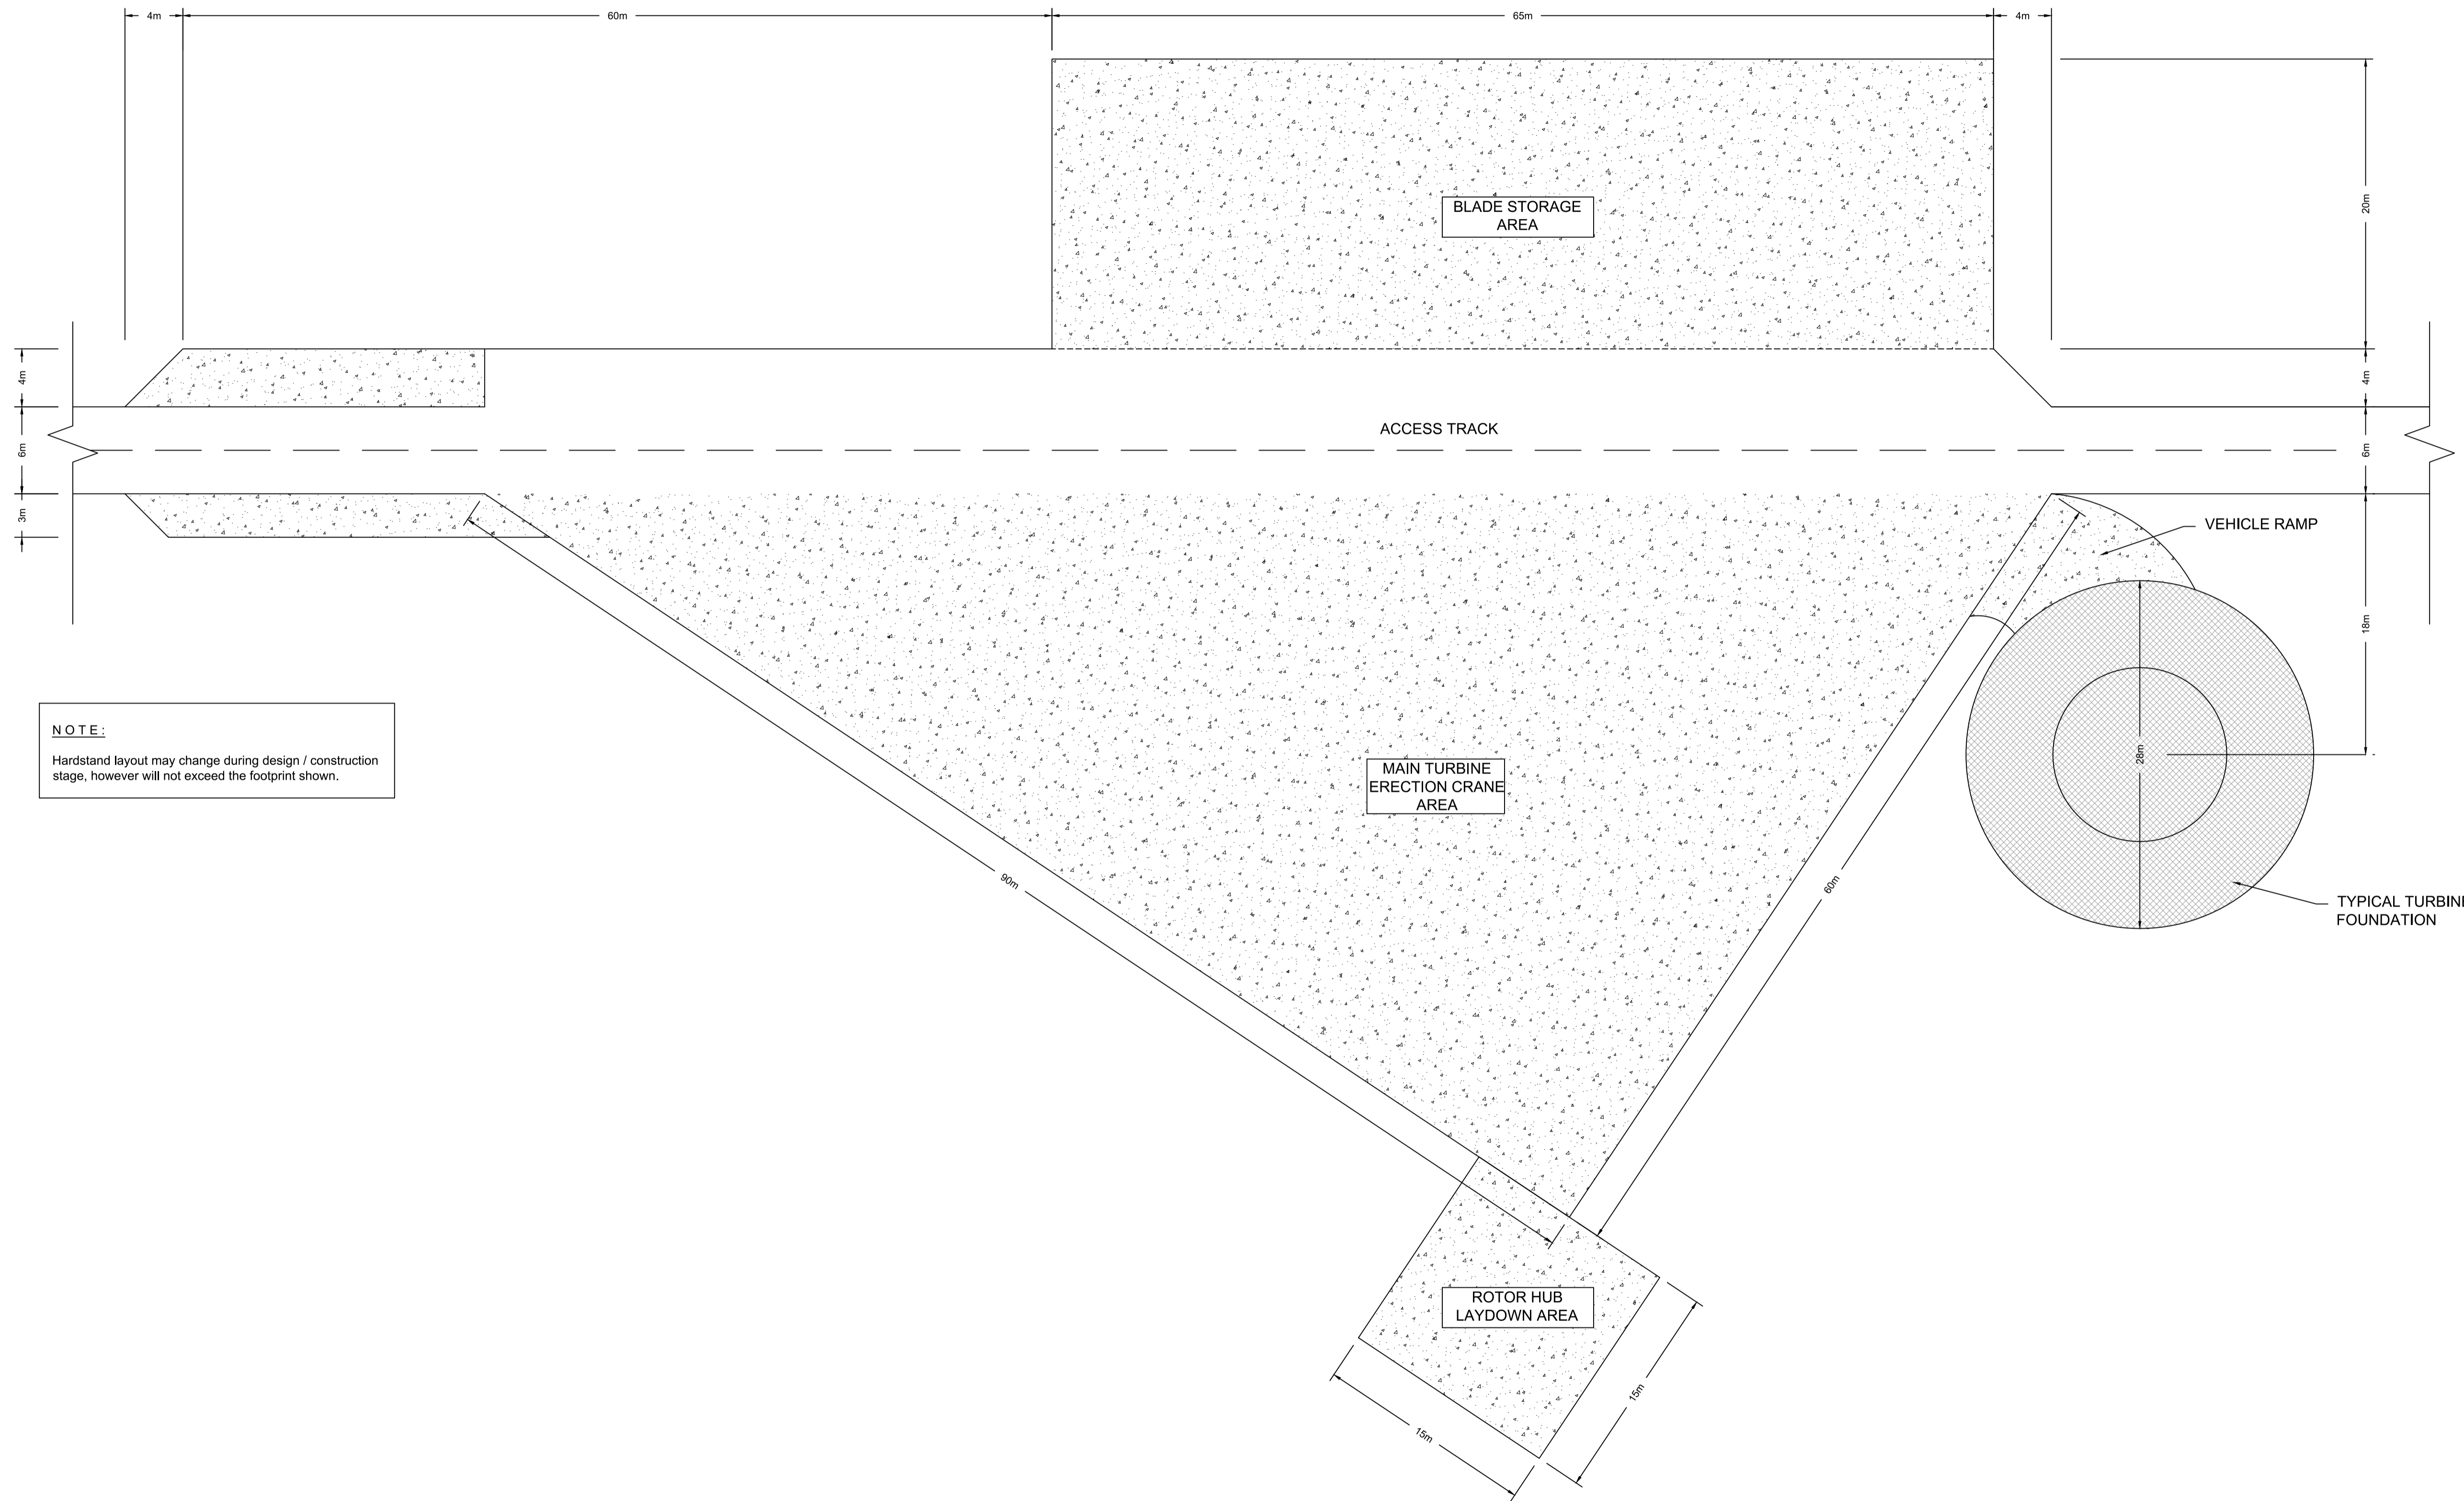 4m
60m
65m
4m
BLADE STORAGE
AREA
20m
4m
4m
ACCESS TRACK
6m
6m
3m
VEHICLE RAMP
18m
N O T E :
Hardstand layout may change during design / construction
stage, however will not exceed the footprint shown.
28m
MAIN TURBINE
ERECTION CRANE
AREA
90m
60m
TYPICAL TURBINE
FOUNDATION
ROTOR HUB
LAYDOWN AREA
15m
15m